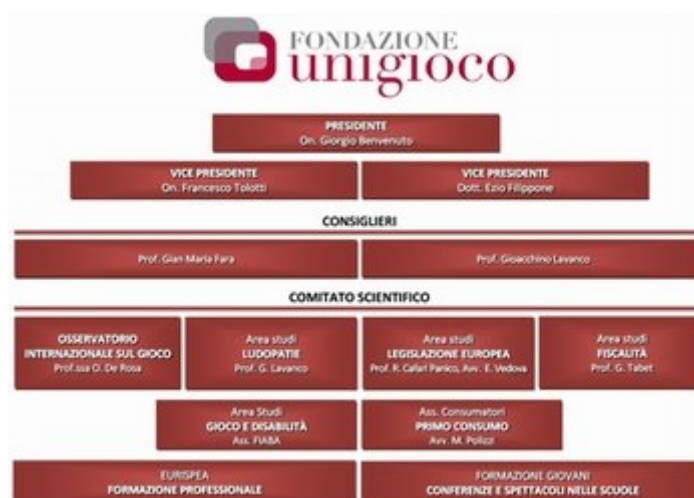 FONDAZIONE
unigioco
PRESIDENTE
On. Giorgio Benvenuto
VICE PRESIDENTE
On. Francesco Tolotti
VICE PRESIDENTE
Dott. Ezio Filippone
CONSIGLIERI
Prof. Gian Maria Fara
Prof. Gioacchino Lavanco
COMITATO SCIENTIFICO
OSSERVATORIO
INTERNAZIONALE SUL GIOCO
Prof.ssa O. De Rosa
Area studi
LUDOPATIE
Prof. G. Lavanco
Area studi
LEGISLAZIONE EUROPEA
Prof. R. Cafari Panico, Avv. E. Vedova
Area studi
FISCALITÀ
Prof. G. Tabet
Area Studi
GIOCO E DISABILITÀ
Ass. FIABA
Ass. Consumatori
PRIMO CONSUMO
Avv. M. Polizzi
EURISPEA
FORMAZIONE PROFESSIONALE
FORMAZIONE GIOVANI
CONFERENZE E SPETTACOLI NELLE SCUOLE